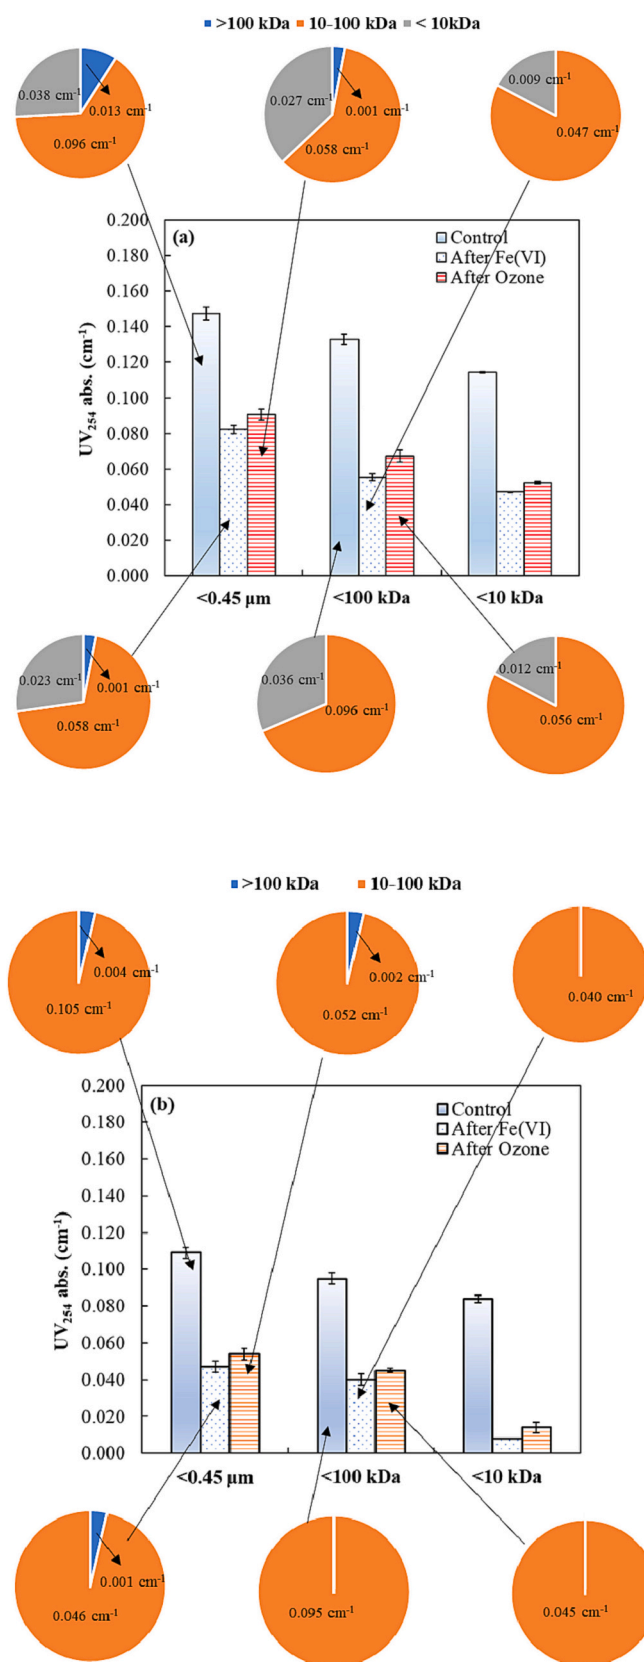 >100 kDa 10-100 kDa < 10kDa
0.038 cm-1
0.013 cm-1
0.096 cm-1
0.027 cm-1
0.001 cm-1
0.058 cm-1
0.009 cm-1
0.047 cm-1
(a)
Control
After Fe(VI)
After Ozone
UV254 abs. (cm-1)
0.200
0.180
0.160
0.140
0.120
0.100
0.080
0.060
0.040
0.020
0.000
<0.45 µm <100 kDa <10 kDa
0.023 cm-1
0.001 cm-1
0.058 cm-1
0.036 cm-1
0.096 cm-1
0.012 cm-1
0.056 cm-1
>100 kDa 10-100 kDa
0.004 cm-1
0.105 cm-1
0.002 cm-1
0.052 cm-1
0.040 cm-1
(b)
Control
After Fe(VI)
After Ozone
UV254 abs. (cm-1)
0.200
0.180
0.160
0.140
0.120
0.100
0.080
0.060
0.040
0.020
0.000
<0.45 µm <100 kDa <10 kDa
0.001 cm-1
0.046 cm-1
0.095 cm-1
0.045 cm-1